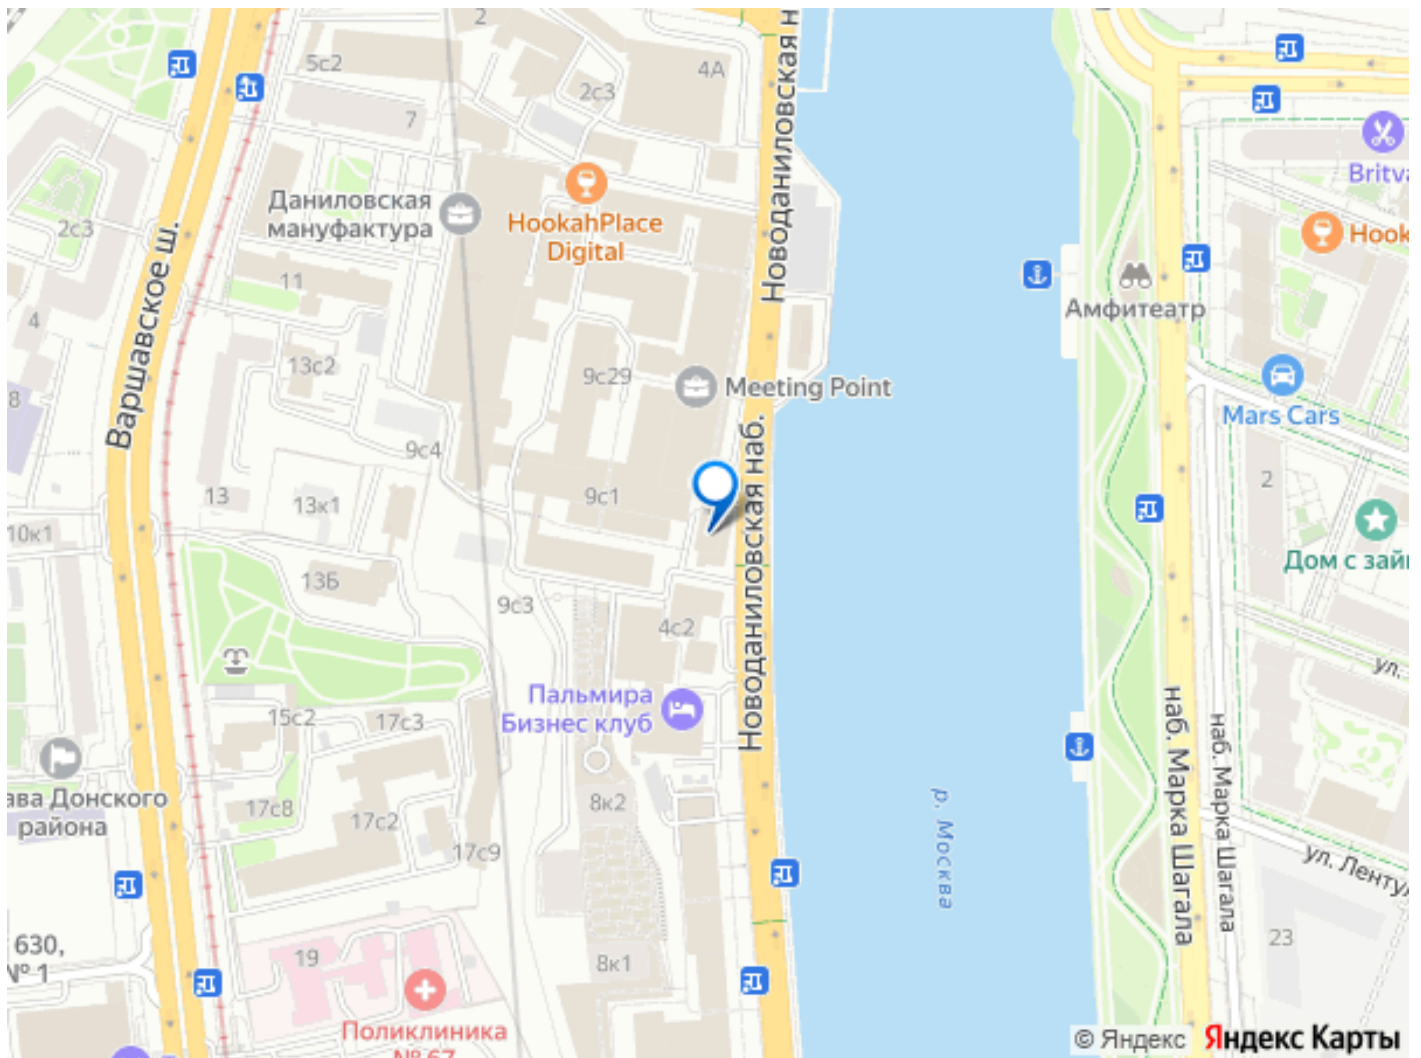 2
5с2
4А
2с3
7
Новоданиловская н
Britva
Даниловская
мануфактура
HookahPlace
Digital
2с3
Варшавское ш.
Hook
11
Амфитеатр
4
13с2
9с29
Meeting Point
8
Mars Cars
9с4
Новоданиловская наб.
2
13
13к1
9с1
10к1
Дом с зай
13Б
9с3
4с2
ул.
Пальмира
Бизнес клуб
15с2
17с3
наб. Марка Шагала
наб. Марка Шагала
ава Донского
района
17с8
17с2
8к2
р. Москва
17с9
ул. Ленту
630,
№ 1
19
8к1
23
Поликлиника
№ 67
© Яндекс Яндекс Карты